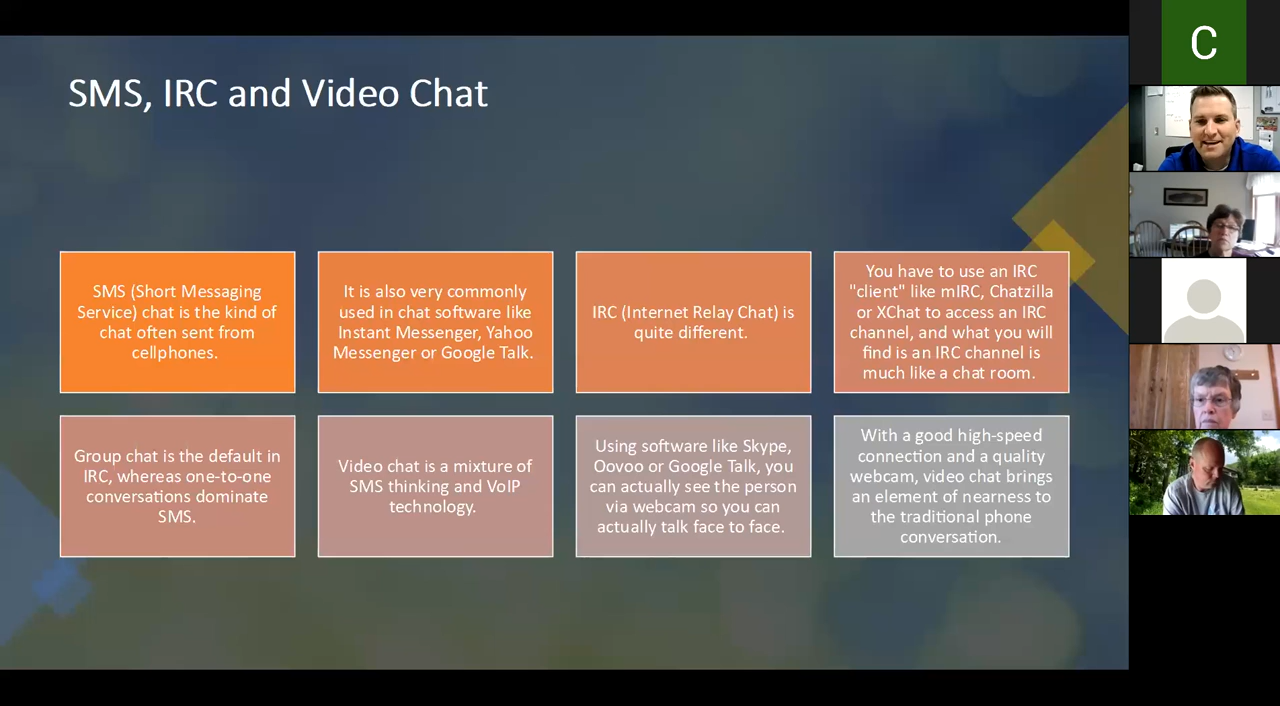 SMS, IRC and Video Chat
SMS (Short Messaging
Service) chat is the kind of
chat often sent from
cellphones.
It is also very commonly
used in chat software like
Instant Messenger, Yahoo
Messenger or Google Talk.
IRC (Internet Relay Chat) is
quite different.
You have to use an IRC
"client" like mIRC, Chatzilla
or XChat to access an IRC
channel, and what you will
find is an IRC channel is
much like a chat room.
Group chat is the default in
IRC, whereas one-to-one
conversations dominate
SMS.
Video chat is a mixture of
SMS thinking and VoIP
technology.
Using software like Skype,
Oovoo or Google Talk, you
can actually see the person
via webcam so you can
actually talk face to face.
With a good high-speed
connection and a quality
webcam, video chat brings
an element of nearness to
the traditional phone
conversation.
C